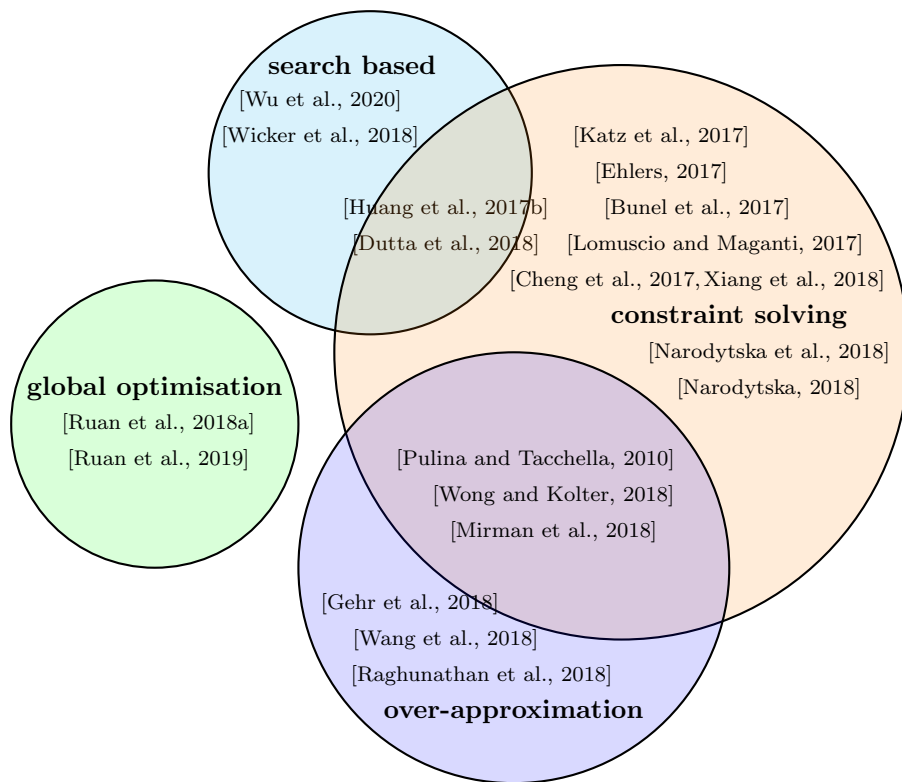 search based
[Wu et al., 2020]
[Wicker et al., 2018]
[Huang et al., 2017b]
[Dutta et al., 2018]
[Katz et al., 2017]
[Ehlers, 2017]
[Bunel et al., 2017]
[Lomuscio and Maganti, 2017]
[Cheng et al., 2017, Xiang et al., 2018]
constraint solving
[Narodytska et al., 2018]
[Narodytska, 2018]
global optimisation
[Ruan et al., 2018a]
[Ruan et al., 2019]
[Pulina and Tacchella, 2010]
[Wong and Kolter, 2018]
[Mirman et al., 2018]
[Gehr et al., 2018]
[Wang et al., 2018]
[Raghunathan et al., 2018]
over-approximation